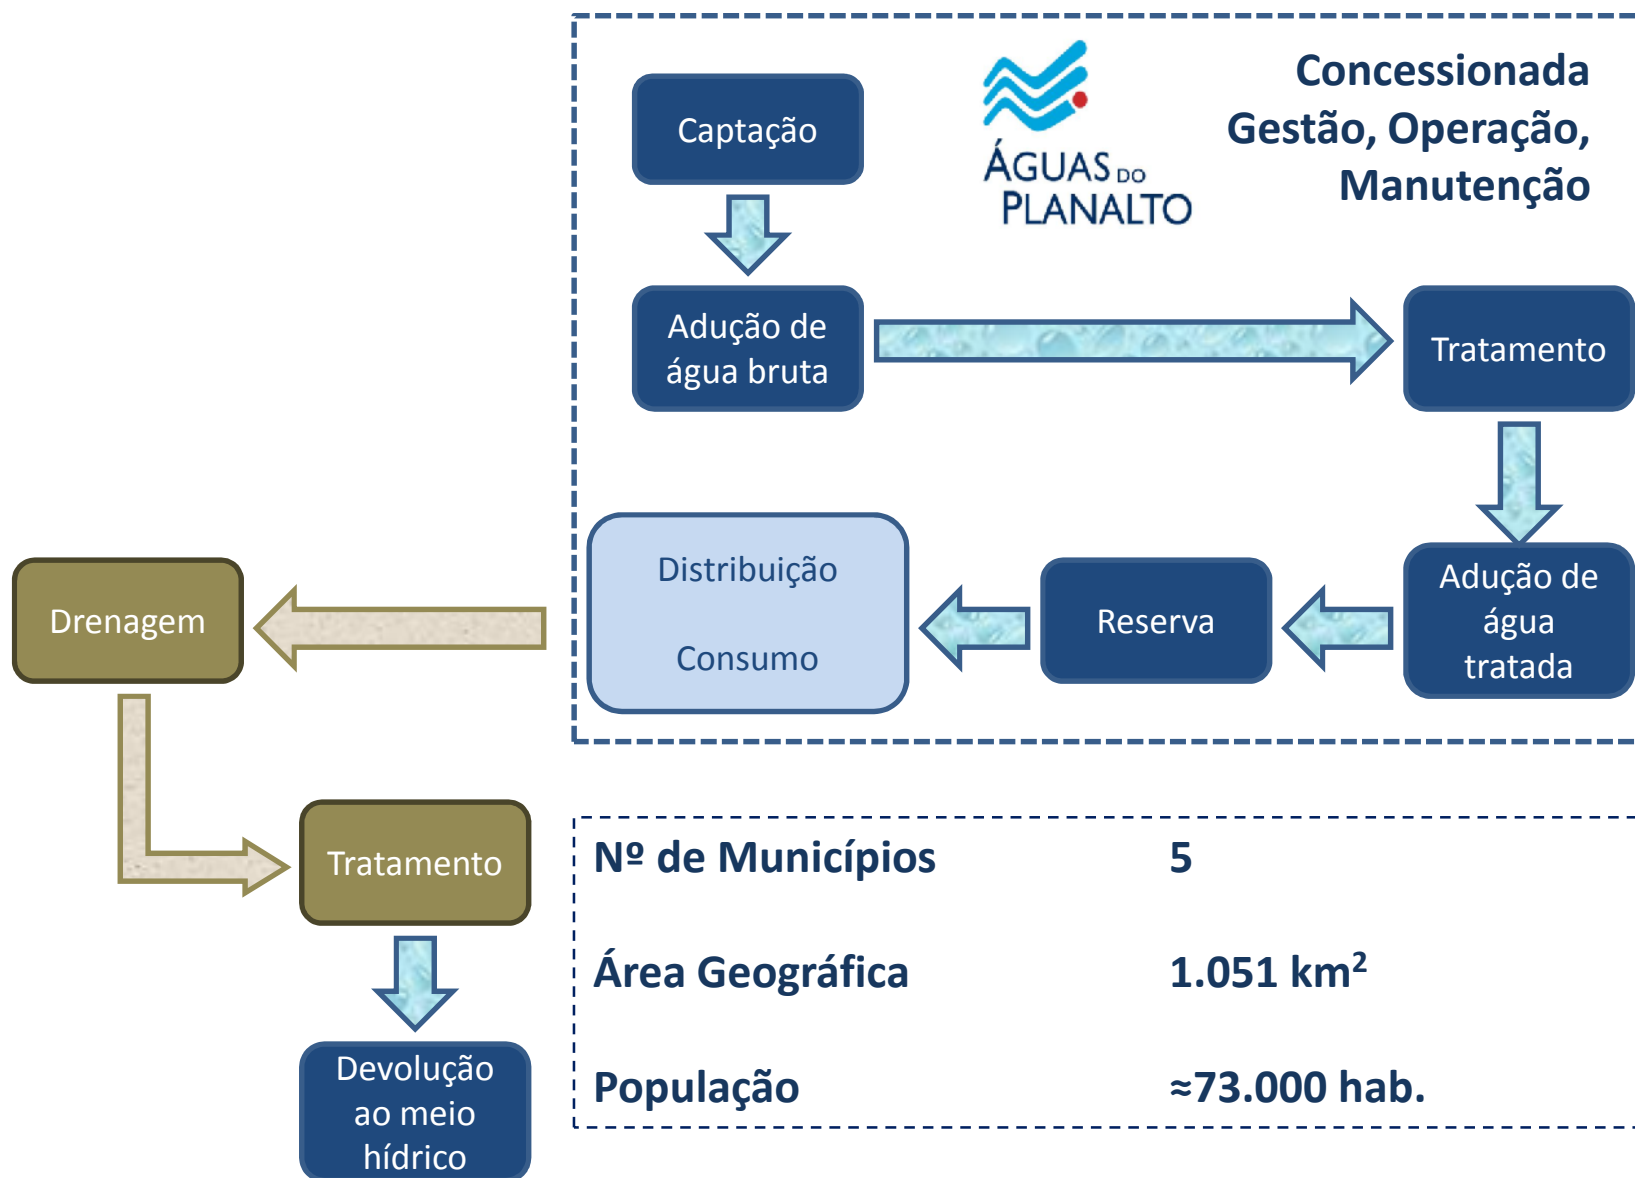 Captação
ÁGUAS DO
PLANALTO
Concessionada
Gestão, Operação,
Manutenção
Adução de
água bruta
Tratamento
Adução de
água
tratada
Reserva
Distribuição
Consumo
Drenagem
Tratamento
Devolução
ao meio
hídrico
Nº de Municípios 5
Área Geográfica 1.051 km²
População ≈73.000 hab.